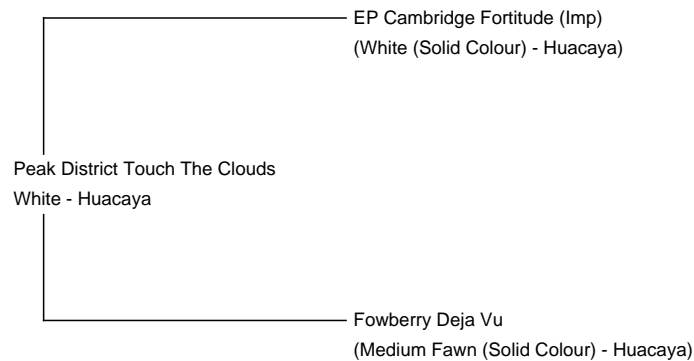 EP Cambridge Fortitude (Imp)
(White (Solid Colour) - Huacaya)
Peak District Touch The Clouds
White - Huacaya
Fowberry Deja Vu
(Medium Fawn (Solid Colour) - Huacaya)